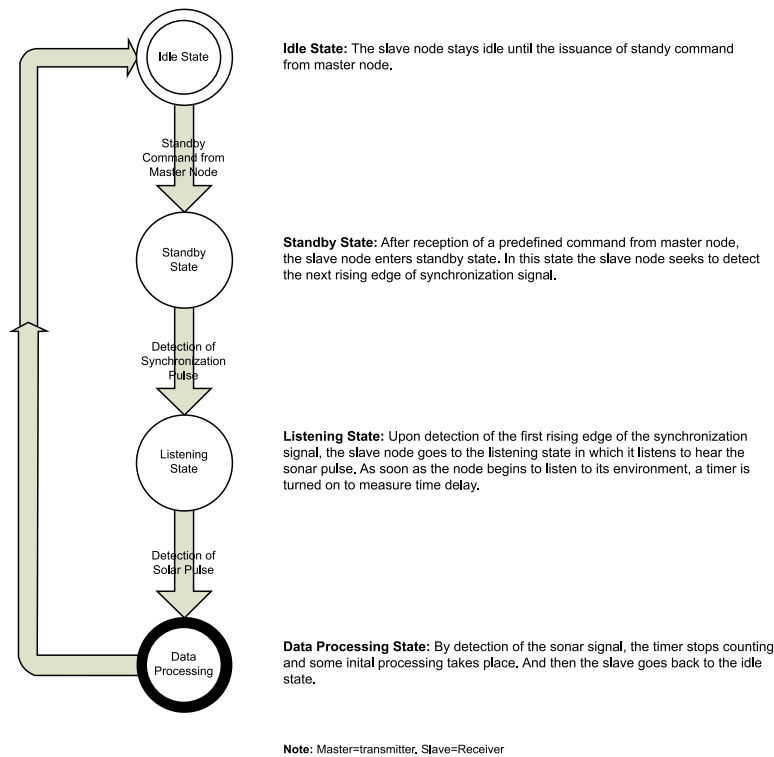 Idle State
Idle State: The slave node stays idle until the issuance of standy command
from master node.
Standby
Command from
Master Node
Standby
State
Standby State: After reception of a predefined command from master node,
the slave node enters standby state. In this state the slave node seeks to detect
the next rising edge of synchronization signal.
Detection of
Synchronization
Pulse
Listening
State
Listening State: Upon detection of the first rising edge of the synchronization
signal, the slave node goes to the listening state in which it listens to hear the
sonar pulse. As soon as the node begins to listen to its environment, a timer is
turned on to measure time delay.
Detection of
Solar Pulse
Data
Processing
Data Processing State: By detection of the sonar signal, the timer stops counting
and some inital processing takes place. And then the slave goes back to the idle
state.
Note: Master=transmitter. Slave=Receiver